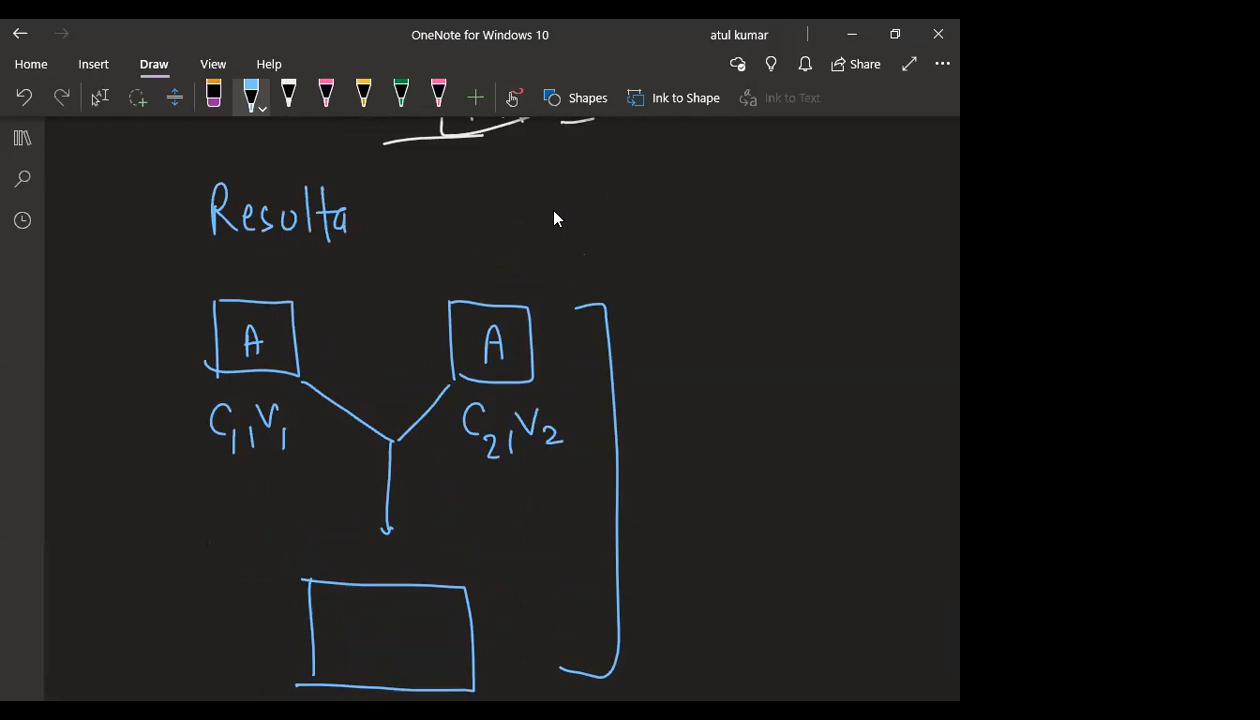 OneNote for Windows 10
atul kumar
Home Insert Draw View Help
Share
Shapes
Ink to Shape
Ink to Text
Resulta
A A
C1, V1 C2, V2